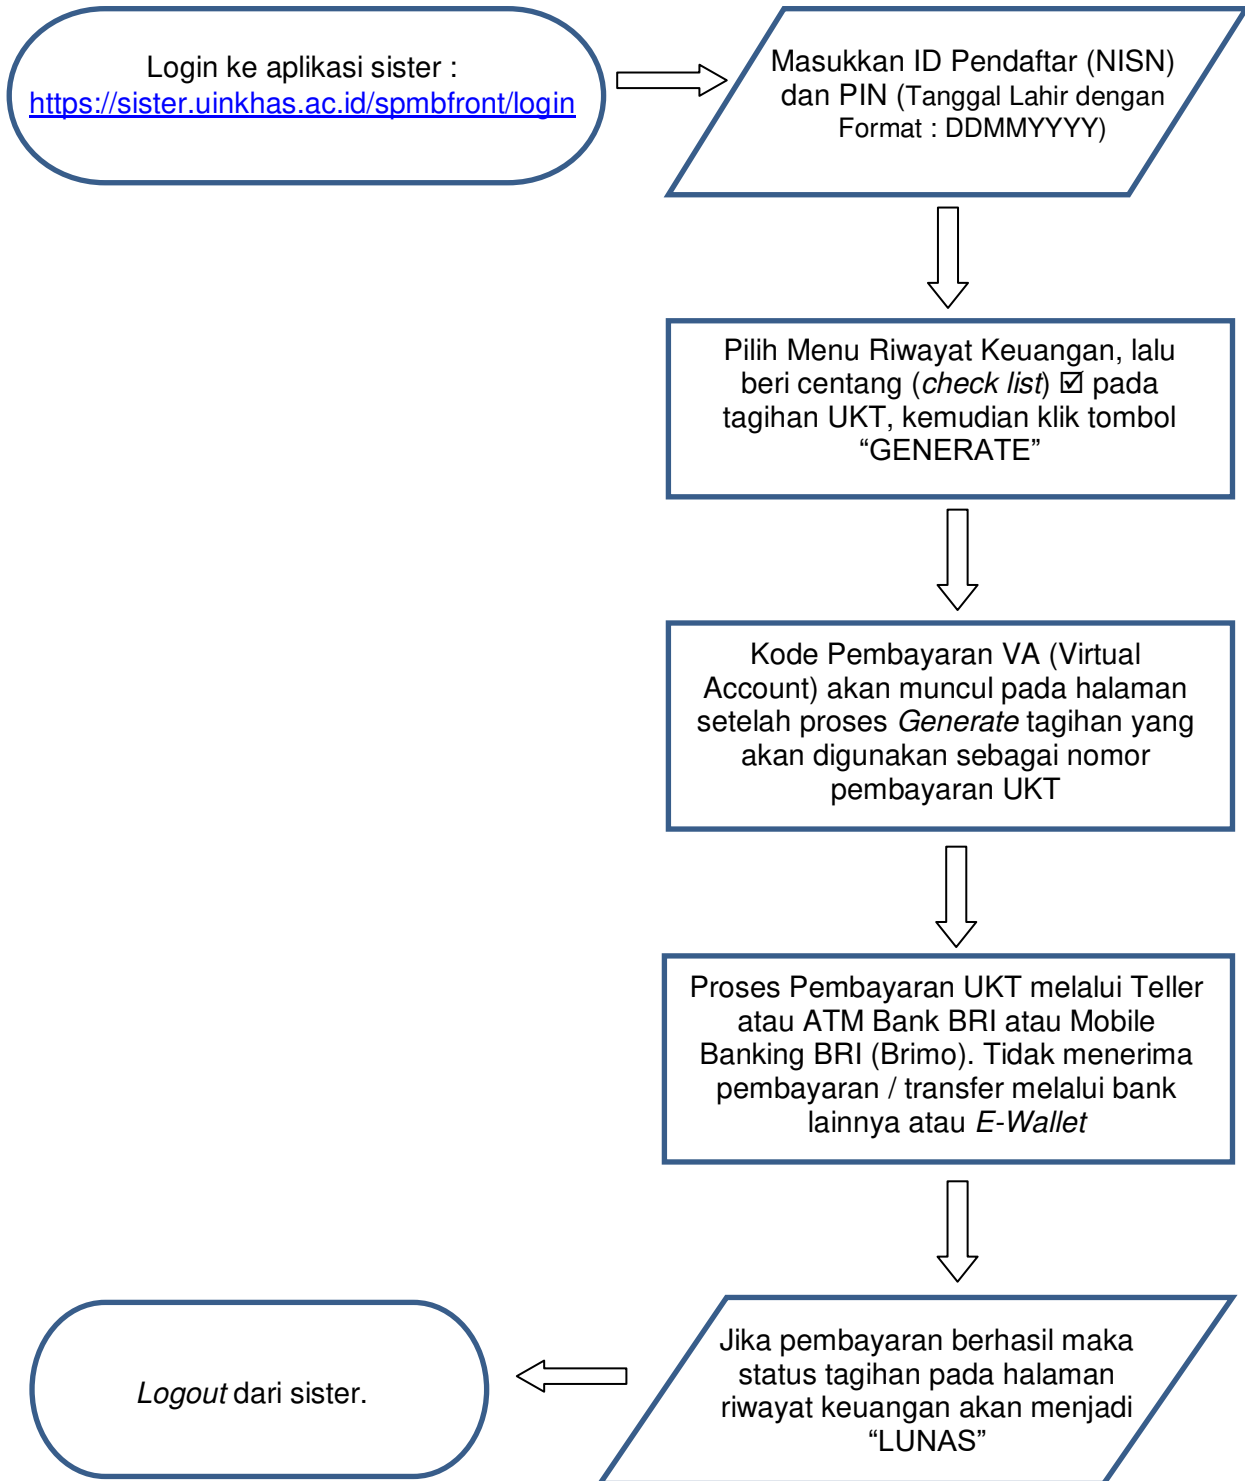 Login ke aplikasi sister :
https://sister.uinkhas.ac.id/spmbfront/login
Masukkan ID Pendaftar (NISN)
dan PIN (Tanggal Lahir dengan
Format : DDMMYYYY)
Pilih Menu Riwayat Keuangan, lalu
beri centang (check list) ☑ pada
tagihan UKT, kemudian klik tombol
“GENERATE”
Kode Pembayaran VA (Virtual
Account) akan muncul pada halaman
setelah proses Generate tagihan yang
akan digunakan sebagai nomor
pembayaran UKT
Proses Pembayaran UKT melalui Teller
atau ATM Bank BRI atau Mobile
Banking BRI (Brimo). Tidak menerima
pembayaran / transfer melalui bank
lainnya atau E-Wallet
Jika pembayaran berhasil maka
status tagihan pada halaman
riwayat keuangan akan menjadi
“LUNAS”
Logout dari sister.